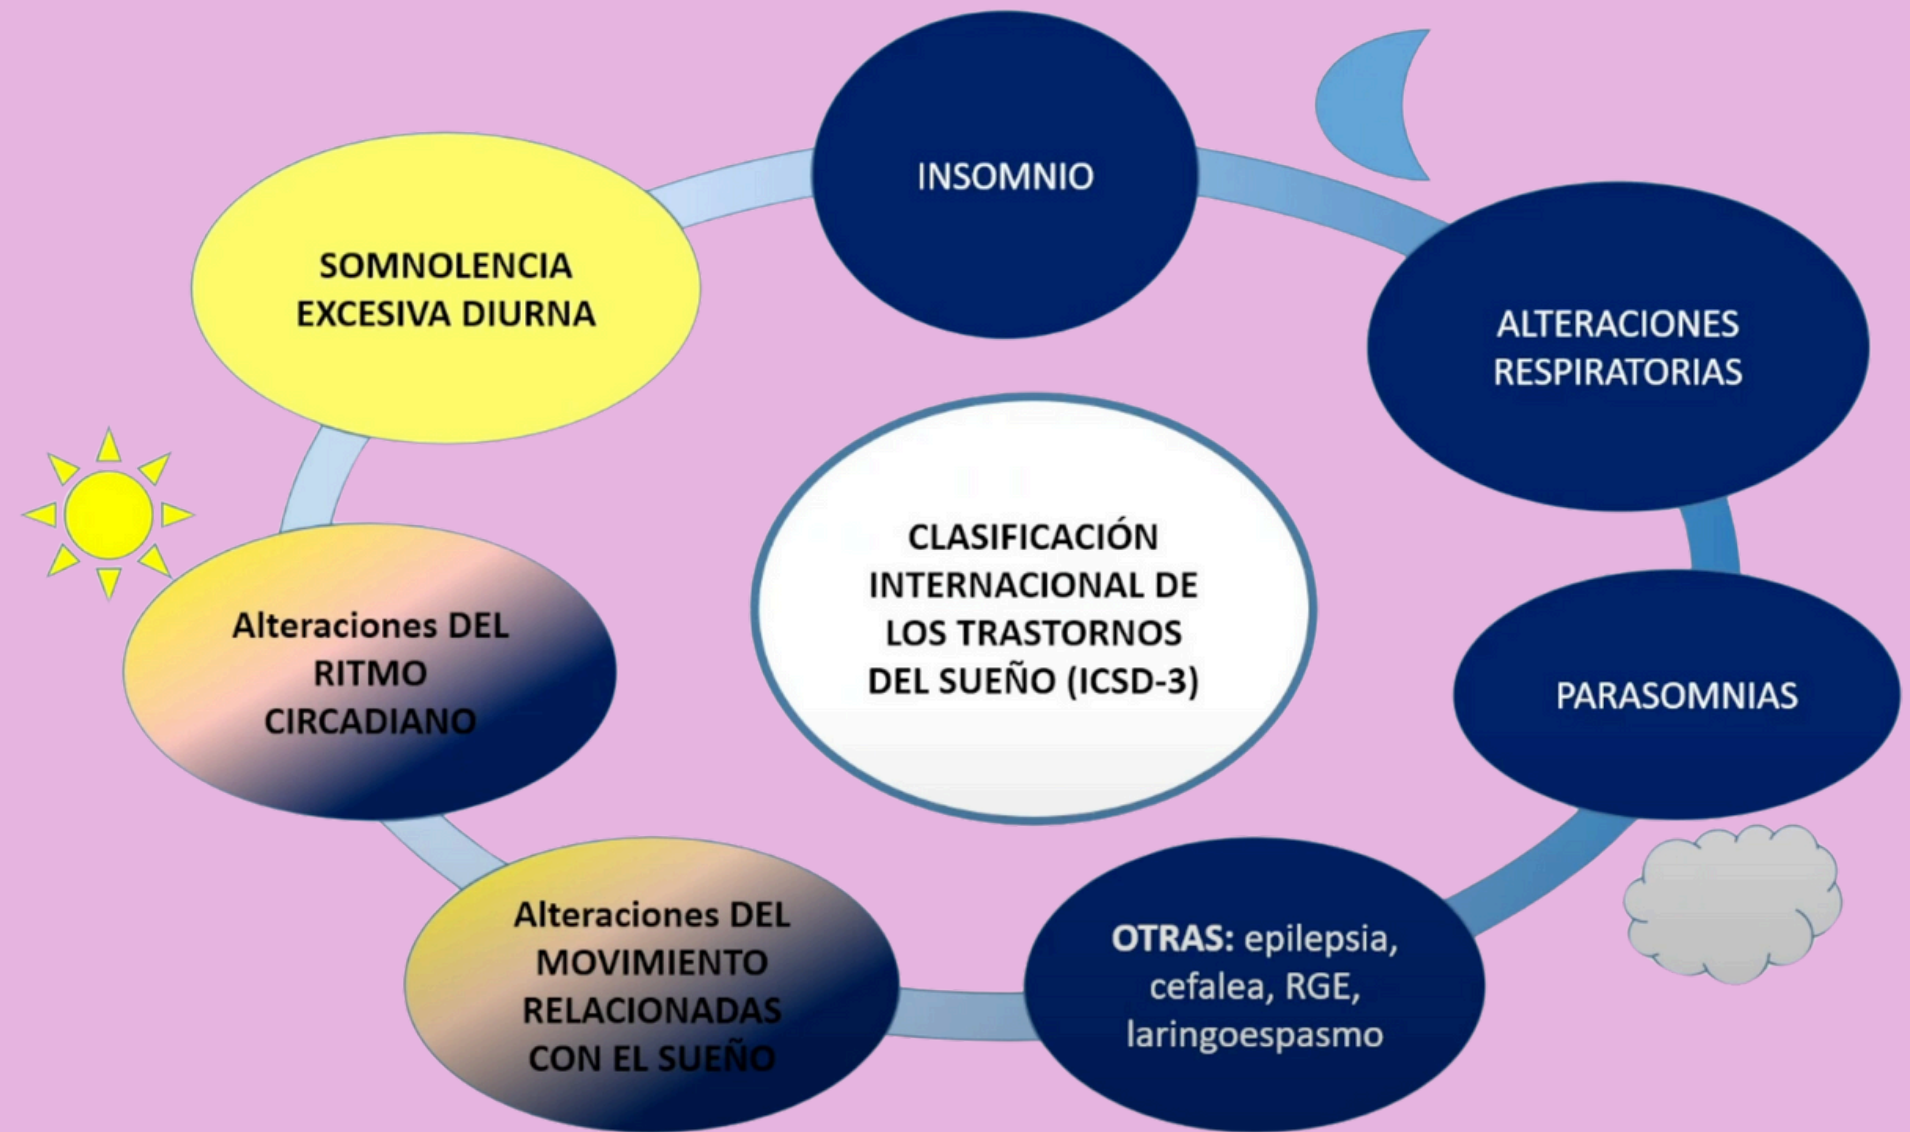 INSOMNIO
SOMNOLENCIA
EXCESIVA DIURNA
ALTERACIONES
RESPIRATORIAS
CLASIFICACIÓN
INTERNACIONAL DE
LOS TRASTORNOS
DEL SUEÑO (ICSD-3)
Alteraciones DEL
RITMO
CIRCADIANO
PARASOMNIAS
Alteraciones DEL
MOVIMIENTO
RELACIONADAS
CON EL SUEÑO
OTRAS: epilepsia,
cefalea, RGE,
laringoespasmo